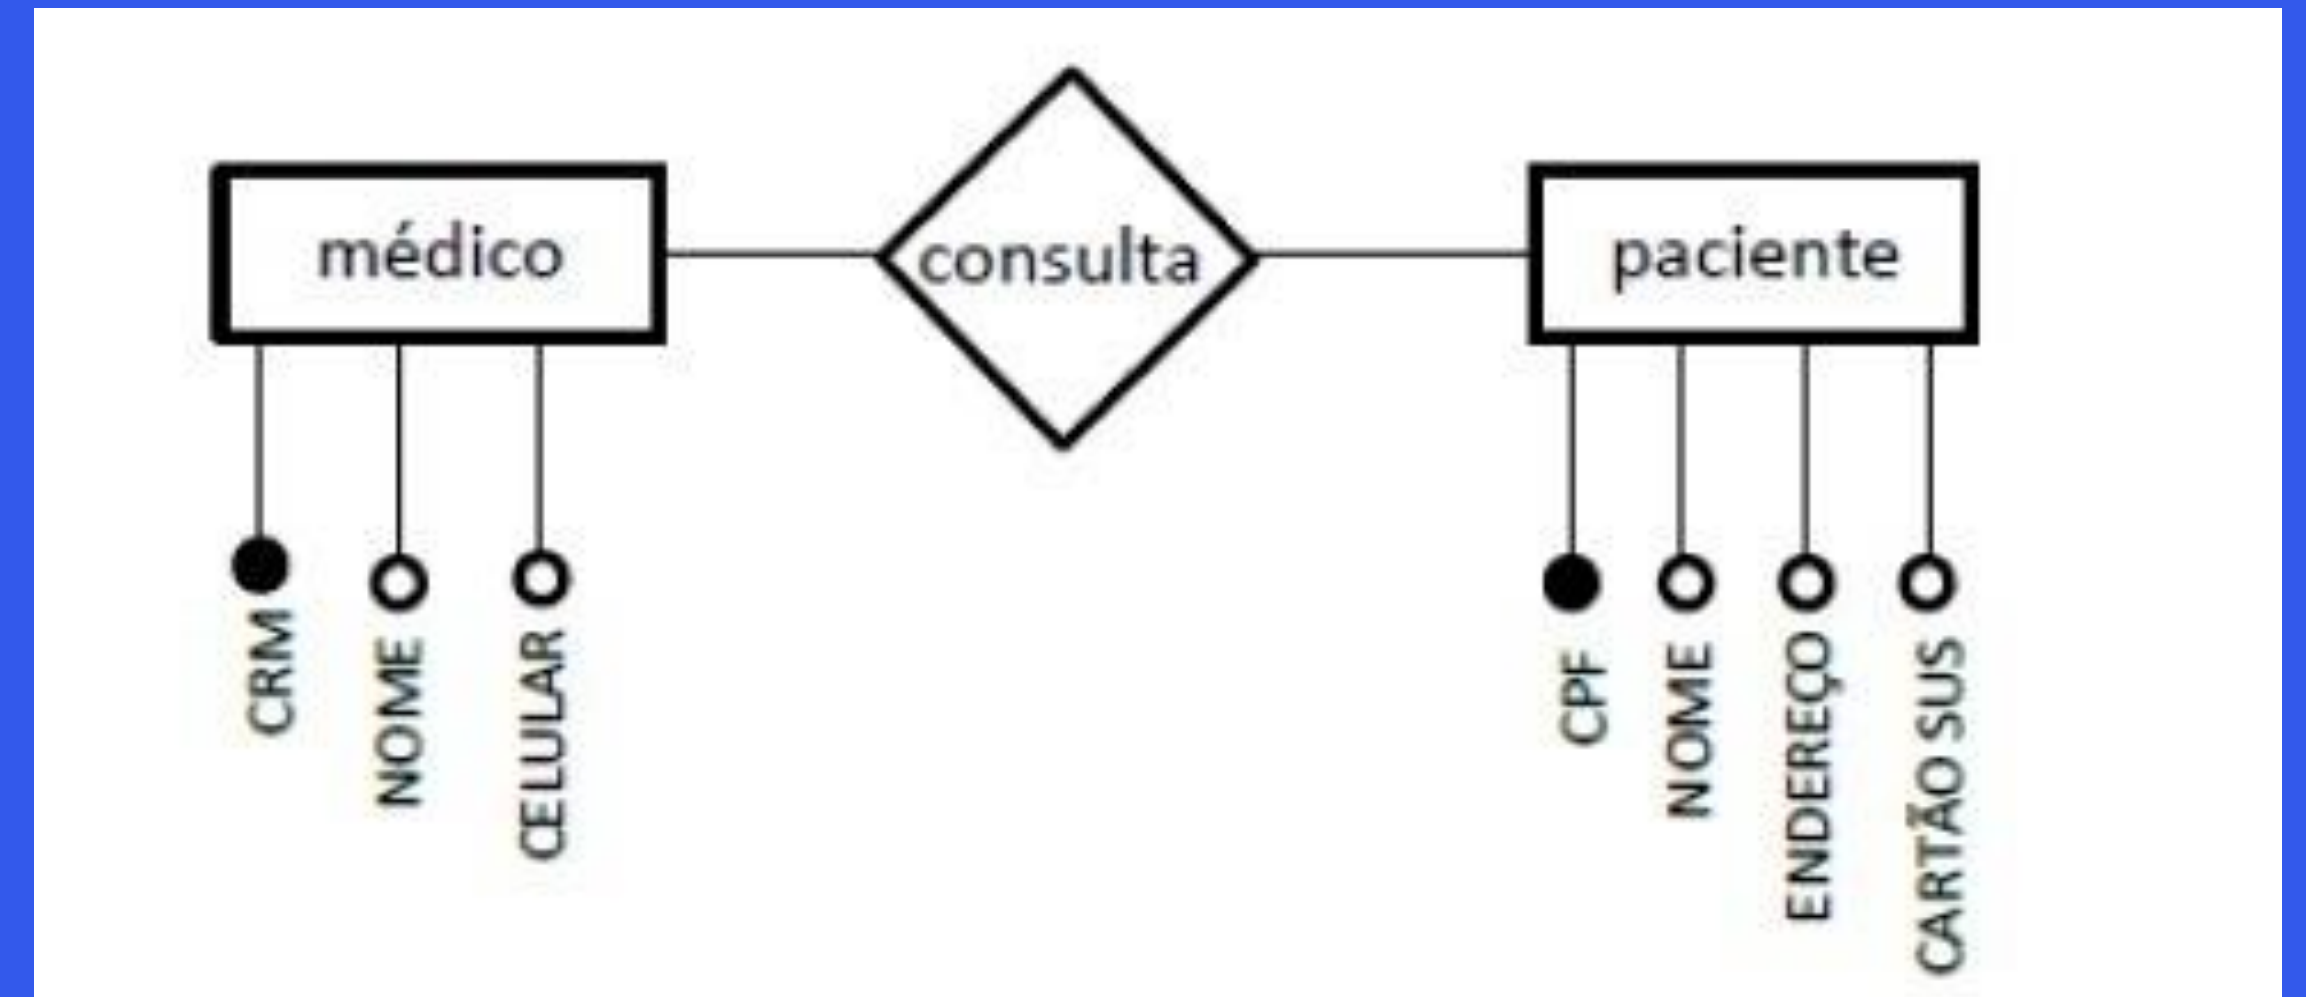 médico
consulta
paciente
CRM
NOME
CELULAR
CPF
NOME
ENDEREÇO
CARTÃO SUS